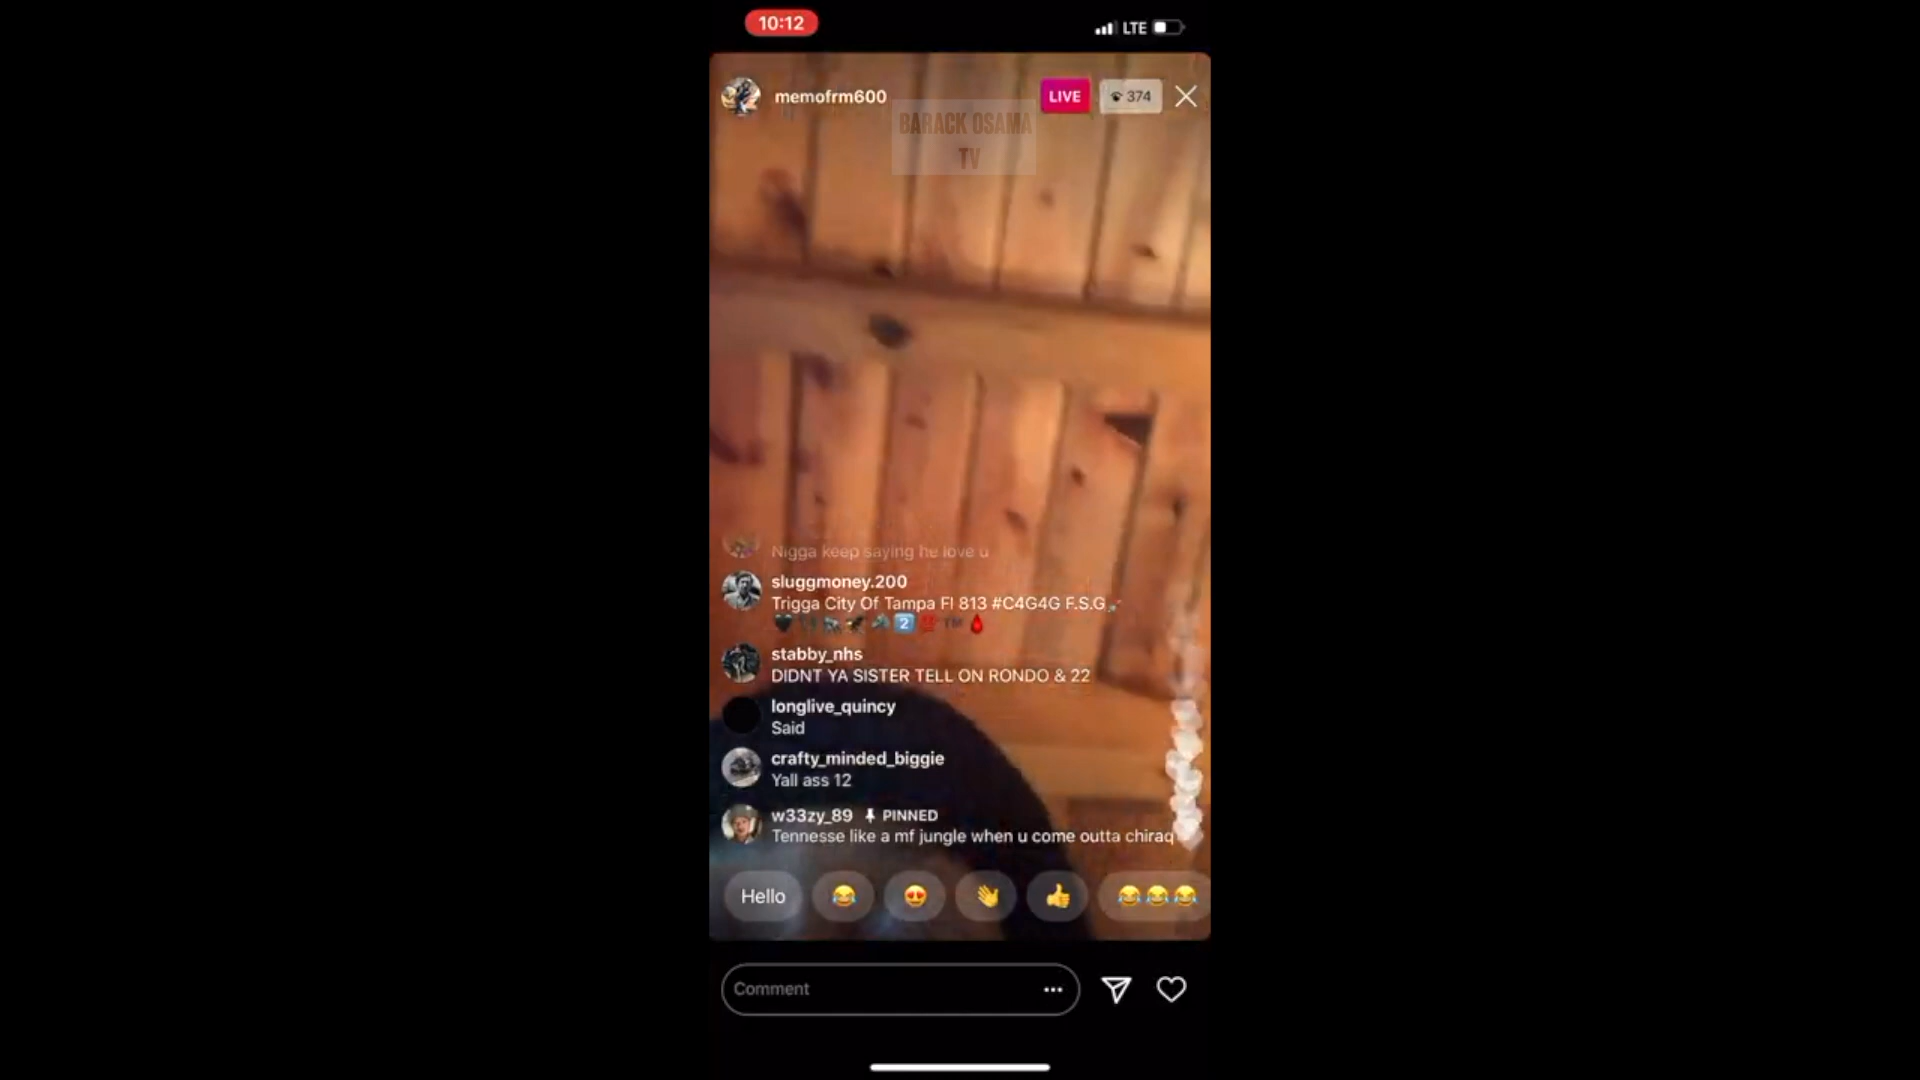 10:12
LTE
memofrm600
LIVE
374
BARACK OSAMA
TV
Nigga keep saying he love u
sluggmoney.200
Trigga City Of Tampa Fl 813 #C4G4G F.S.G
2 💯™🩸
stabby_nhs
DIDNT YA SISTER TELL ON RONDO & 22
longlive_quincy
Said
crafty_minded_biggie
Yall ass 12
w33zy_89 PINNED
Tennesse like a mf jungle when u come outta chiraq
Hello 😂 😍 👋 👍 😂😂😂
Comment